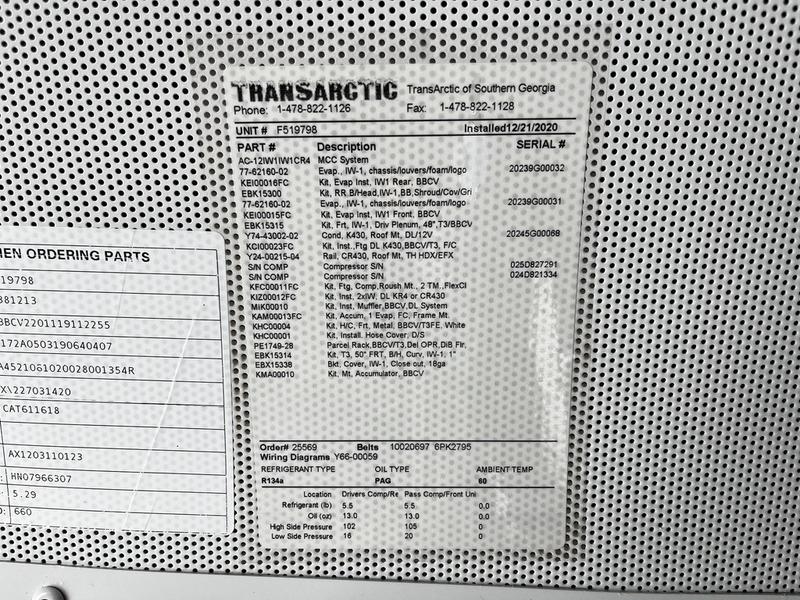 TRANSARCTIC TransArctic of Southern Georgia
Phone: 1-478-822-1126 Fax: 1-478-822-1128
UNIT # F519798 Installed12/21/2020
PART # Description SERIAL #
AC-12IW1IW1CR4 MCC System
77-62160-02 Evap., IW-1, chassis/louvers/foam/logo 20239G00032
KEI00016FC Kit, Evap Inst, IW1 Rear, BBCV
EBK15300 Kit, RR.B/Head,IW-1,BB,Shroud/Cov/Gri
77-62160-02 Evap., IW-1, chassis/louvers/foam/logo 20239G00031
KEI00015FC Kit, Evap Inst, IW1 Front, BBCV
EBK15315 Kit, Frt, IW-1, Driv Plenum, 48",T3/BBCV
Y74-43002-02 Cond, K430, Roof Mt, DL/12V 20245G00068
KCI00023FC Kit, Inst.,Ftg DL K430,BBCV/T3, F/C
Y24-00215-04 Rail, CR430, Roof Mt, TH HDX/EFX
S/N COMP Compressor S/N 025D827291
S/N COMP Compressor S/N 024D821334
KFC00011FC Kit, Ftg, Comp,Roush Mt., 2 TM.,FlexCl
KIZ00012FC Kit, Inst, 2xIW, DL KR4 or CR430
MIK00010 Kit, Inst, Muffler,BBCV,DL System
KAM00013FC Kit, Accum, 1 Evap, FC, Frame Mt.
KHC00004 Kit, H/C, Frt, Metal, BBCV/T3FE, White
KHC00001 Kit, Install. Hose Cover, D/S
PE1749-28 Parcel Rack,BBCV/T3,Del OPR,DiB Flr,
EBK15314 Kit, T3, 50" FRT, B/H, Curv, IW-1, 1"
EBX15338 Bkt, Cover, IW-1, Close out, 18ga
KMA00010 Kit, Mt, Accumulator, BBCV
Order# 25569 Belts 10020697 6PK2795
Wiring Diagrams Y66-00059
REFRIGERANT TYPE OIL TYPE AMBIENT TEMP
R134a PAG 60
Location Drivers Comp/Re Pass Comp/Front Uni
Refrigerant (lb) 5.5 5.5 0.0
Oil (oz) 13.0 13.0 0.0
High Side Pressure 102 105 0
Low Side Pressure 16 20 0
HEN ORDERING PARTS
19798
381213
BBCV2201119112255
172A0503190640407
A4521061020028001354R
X\227031420
CAT611618
AX1203110123
: HN07966307
: 5.29
D: 660